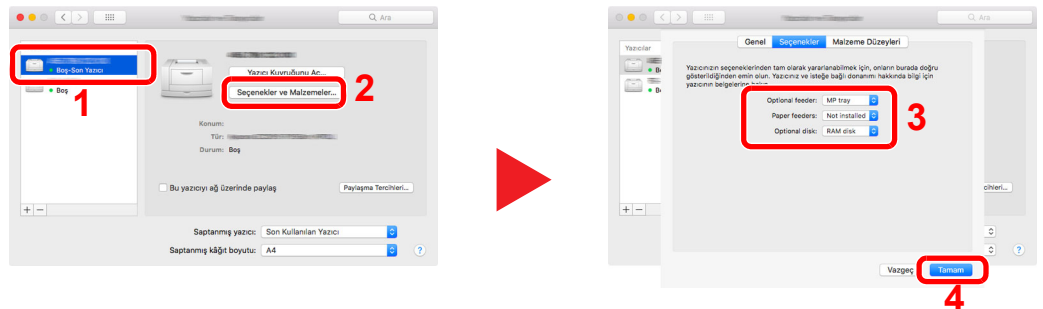 Ara
Boş-Son Yazıcı
Boş
1
Yazıcı Kuyruğunu Aç...
Seçenekler ve Malzemeler...
2
Konum:
Tür:
Durum: Boş
Bu yazıcıyı ağ üzerinde paylaş
Paylaşma Tercihleri...
+ −
Saptanmış yazıcı: Son Kullanılan Yazıcı
Saptanmış kâğıt boyutu: A4
?
Ara
Yazıcılar
Genel Seçenekler Malzeme Düzeyleri
Yazıcınızın seçeneklerinden tam olarak yararlanabilmek için, onların burada doğru
gösterildiğinden emin olun. Yazıcınız ve isteğe bağlı donanımı hakkında bilgi için
yazıcının belgelerine
Optional feeder: MP tray
Paper feeders: Not installed
Optional disk: RAM disk
3
cihleri...
+ −
?
Vazgeç Tamam
4